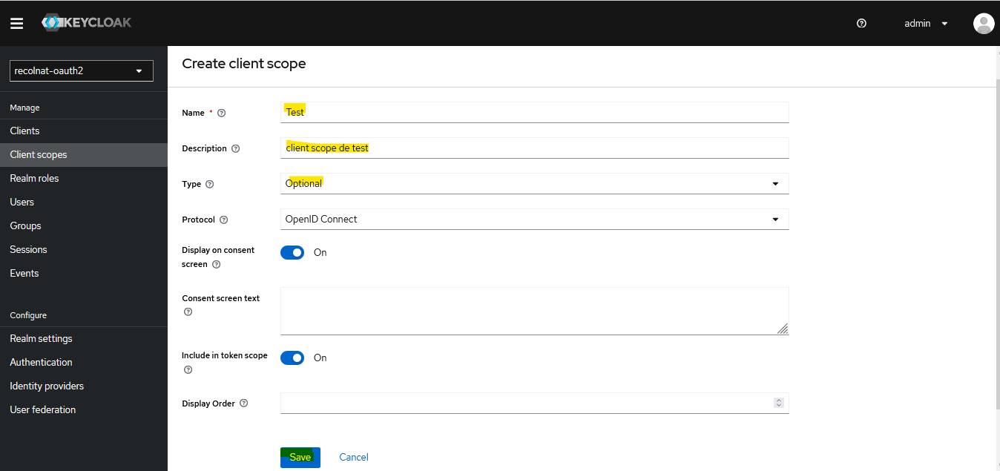 KEYCLOAK
admin
recolnat-oauth2
Manage
Clients
Client scopes
Realm roles
Users
Groups
Sessions
Events
Configure
Realm settings
Authentication
Identity providers
User federation
Create client scope
Name *
Test
Description
client scope de test
Type
Optional
Protocol
OpenID Connect
Display on consent
screen
On
Consent screen text
Include in token scope
On
Display Order
Save Cancel